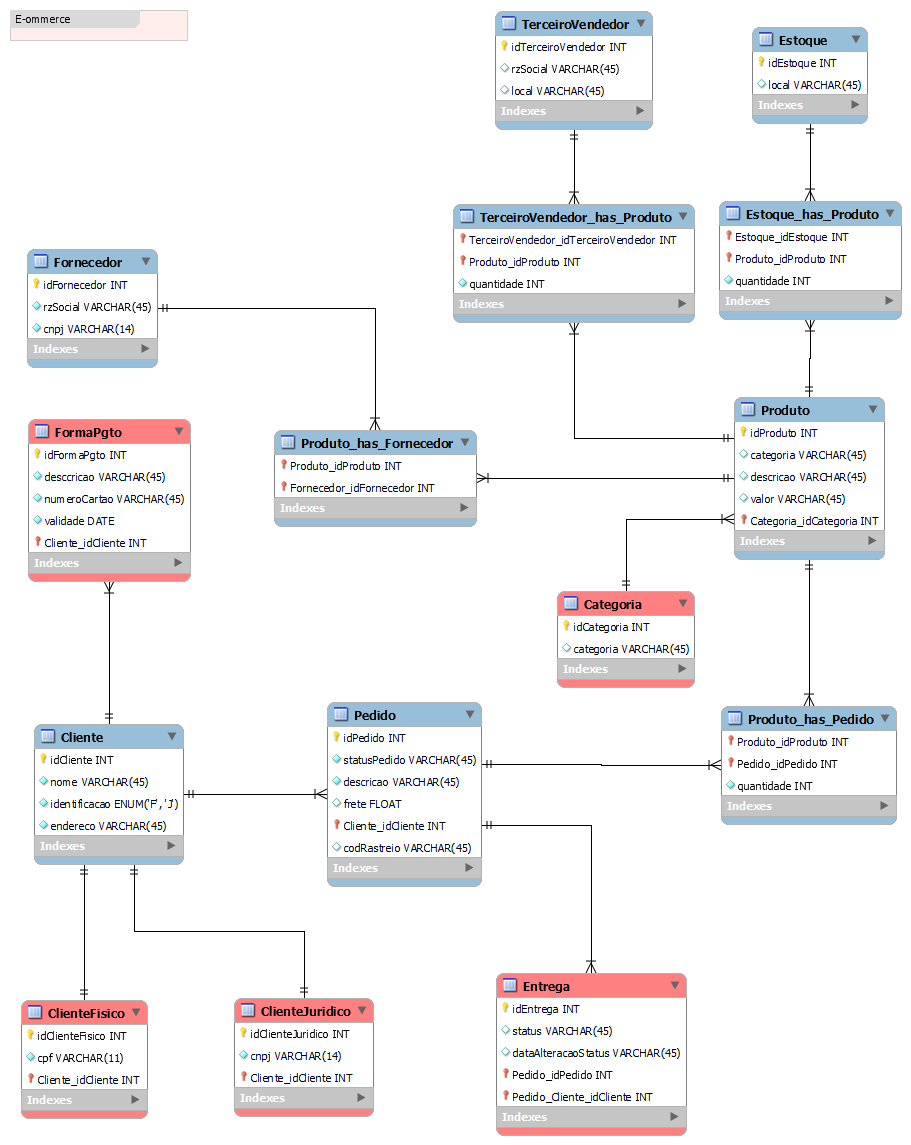 E-ommerce
TerceiroVendedor
idTerceiroVendedor INT
rzSocial VARCHAR(45)
local VARCHAR(45)
Indexes
Estoque
idEstoque INT
local VARCHAR(45)
Indexes
TerceiroVendedor_has_Produto
TerceiroVendedor_idTerceiroVendedor INT
Produto_idProduto INT
quantidade INT
Indexes
Estoque_has_Produto
Estoque_idEstoque INT
Produto_idProduto INT
quantidade INT
Indexes
Fornecedor
idFornecedor INT
rzSocial VARCHAR(45)
cnpj VARCHAR(14)
Indexes
FormaPgto
idFormaPgto INT
desccricao VARCHAR(45)
numeroCartao VARCHAR(45)
validade DATE
Cliente_idCliente INT
Indexes
Produto_has_Fornecedor
Produto_idProduto INT
Fornecedor_idFornecedor INT
Indexes
Produto
idProduto INT
categoria VARCHAR(45)
descricao VARCHAR(45)
valor VARCHAR(45)
Categoria_idCategoria INT
Indexes
Categoria
idCategoria INT
categoria VARCHAR(45)
Indexes
Cliente
idCliente INT
nome VARCHAR(45)
identificacao ENUM('F','J')
endereco VARCHAR(45)
Indexes
Pedido
idPedido INT
statusPedido VARCHAR(45)
descricao VARCHAR(45)
frete FLOAT
Cliente_idCliente INT
codRastreio VARCHAR(45)
Indexes
Produto_has_Pedido
Produto_idProduto INT
Pedido_idPedido INT
quantidade INT
Indexes
ClienteFisico
idClienteFisico INT
cpf VARCHAR(11)
Cliente_idCliente INT
Indexes
ClienteJuridico
idClienteJuridico INT
cnpj VARCHAR(14)
Cliente_idCliente INT
Indexes
Entrega
idEntrega INT
status VARCHAR(45)
dataAlteracaoStatus VARCHAR(45)
Pedido_idPedido INT
Pedido_Cliente_idCliente INT
Indexes